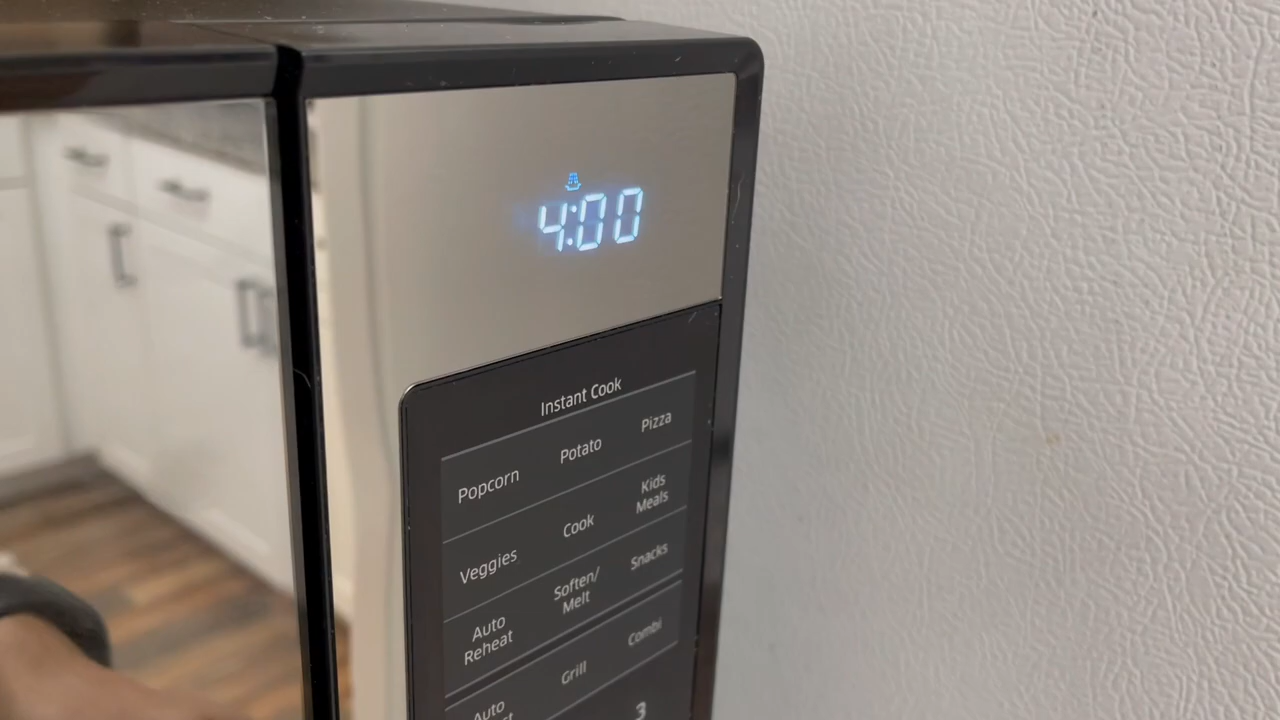 4:00
Instant Cook
Popcorn
Potato
Pizza
Veggies
Cook
Kids
Meals
Auto
Reheat
Soften/
Melt
Snacks
Auto
Grill
Combi
3